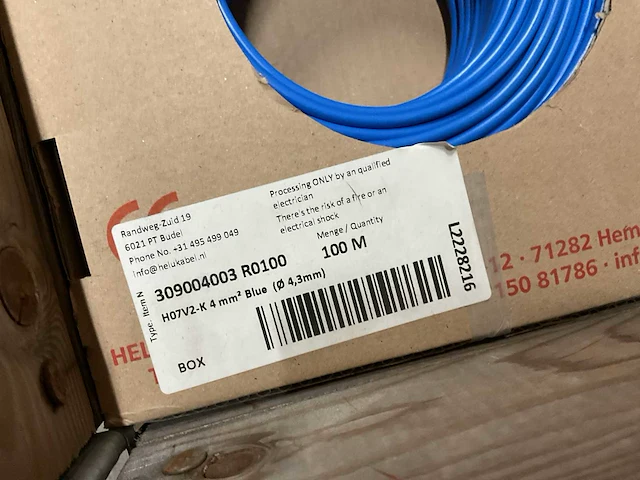 Randweg-Zuid 19
6021 PT Budel
Phone No. +31 495 499 049
info@helukabel.nl
Processing ONLY by an qualified
electrician
There's the risk of a fire or an
electrical shock
Menge / Quantity
100 M
Type: Item N
309004003 R0100
H07V2-K 4 mm² Blue (Ø 4,3mm)
BOX
L2228216
12 · 71282 Hem
150 81786 · inf
HEL